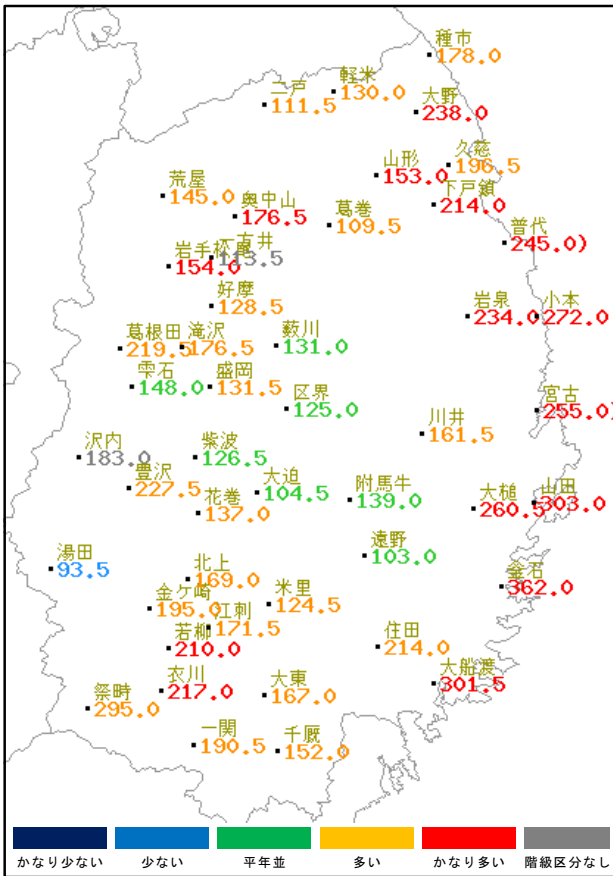 種市
178.0
軽米
130.0
二戸
111.5
大野
238.0
久慈
196.5
山形
153.0
荒屋
145.0
下戸鎖
214.0
奥中山
176.5
葛巻
109.5
普代
245.0)
一方井
113.5
岩手松尾
154.0
好摩
128.5
岩泉
234.0
小本
272.0
葛根田
219.5
滝沢
176.5
薮川
131.0
雫石
148.0
盛岡
131.5
区界
125.0
宮古
255.0)
川井
161.5
沢内
183.0
紫波
126.5
豊沢
227.5
大迫
104.5
附馬牛
139.0
花巻
137.0
大槌
260.5
山田
303.0
遠野
103.0
湯田
93.5
北上
169.0
釜石
362.0
金ケ崎
195.0
米里
124.5
江刺
171.5
若柳
210.0
住田
214.0
大船渡
301.5
衣川
217.0
大東
167.0
祭畤
295.0
一関
190.5
千厩
152.0
かなり少ない 少ない 平年並 多い かなり多い 階級区分なし